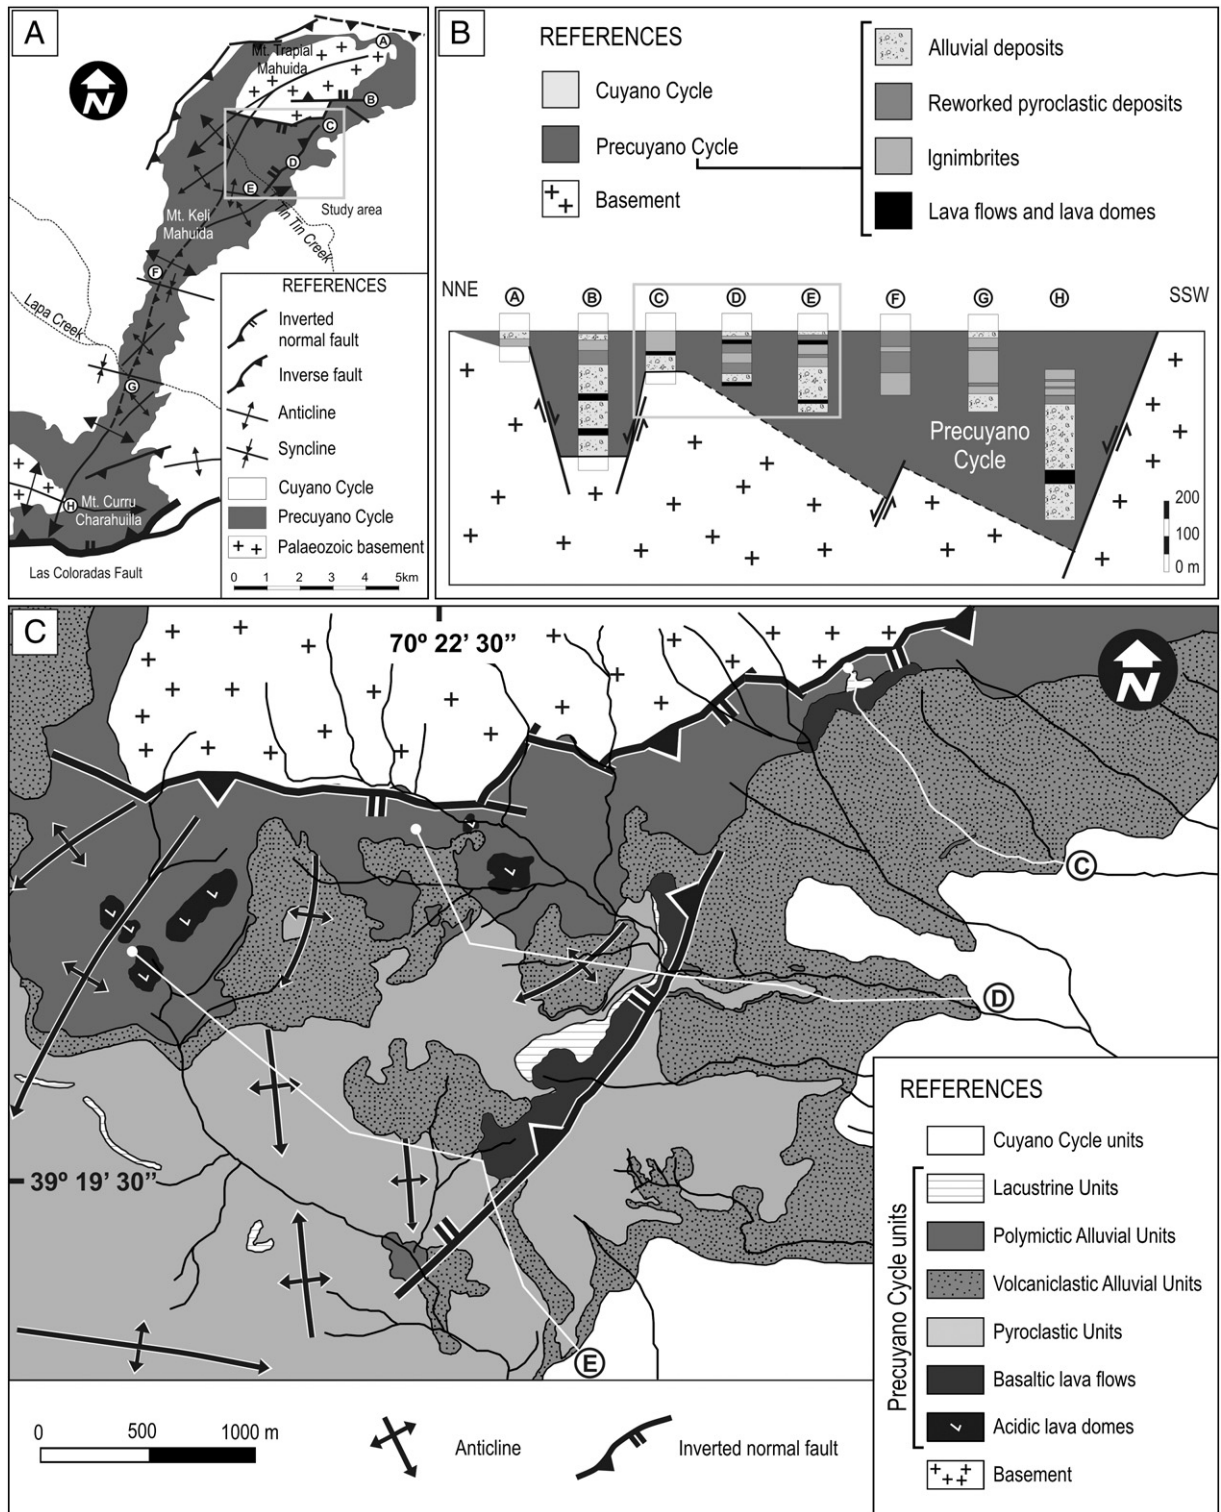 A
N
Mt. Trapial
Mahuida
A
B
C
D
E
Study area
Mt. Keli
Mahuida
Tin Tin Creek
F
Lapa Creek
G
H
Mt. Curru
Charahuilla
Las Coloradas Fault
REFERENCES
Inverted
normal fault
Inverse fault
Anticline
Syncline
Cuyano Cycle
Precuyano Cycle
Palaeozoic basement
0 1 2 3 4 5km
B
REFERENCES
Cuyano Cycle
Precuyano Cycle
Basement
Alluvial deposits
Reworked pyroclastic deposits
Ignimbrites
Lava flows and lava domes
NNE
A B C D E F G H
SSW
Precuyano
Cycle
200
100
0 m
C
70º 22' 30"
N
C
D
39º 19' 30"
E
REFERENCES
Cuyano Cycle units
Precuyano Cycle units
Lacustrine Units
Polymictic Alluvial Units
Volcaniclastic Alluvial Units
Pyroclastic Units
Basaltic lava flows
Acidic lava domes
Basement
0 500 1000 m
Anticline
Inverted normal fault